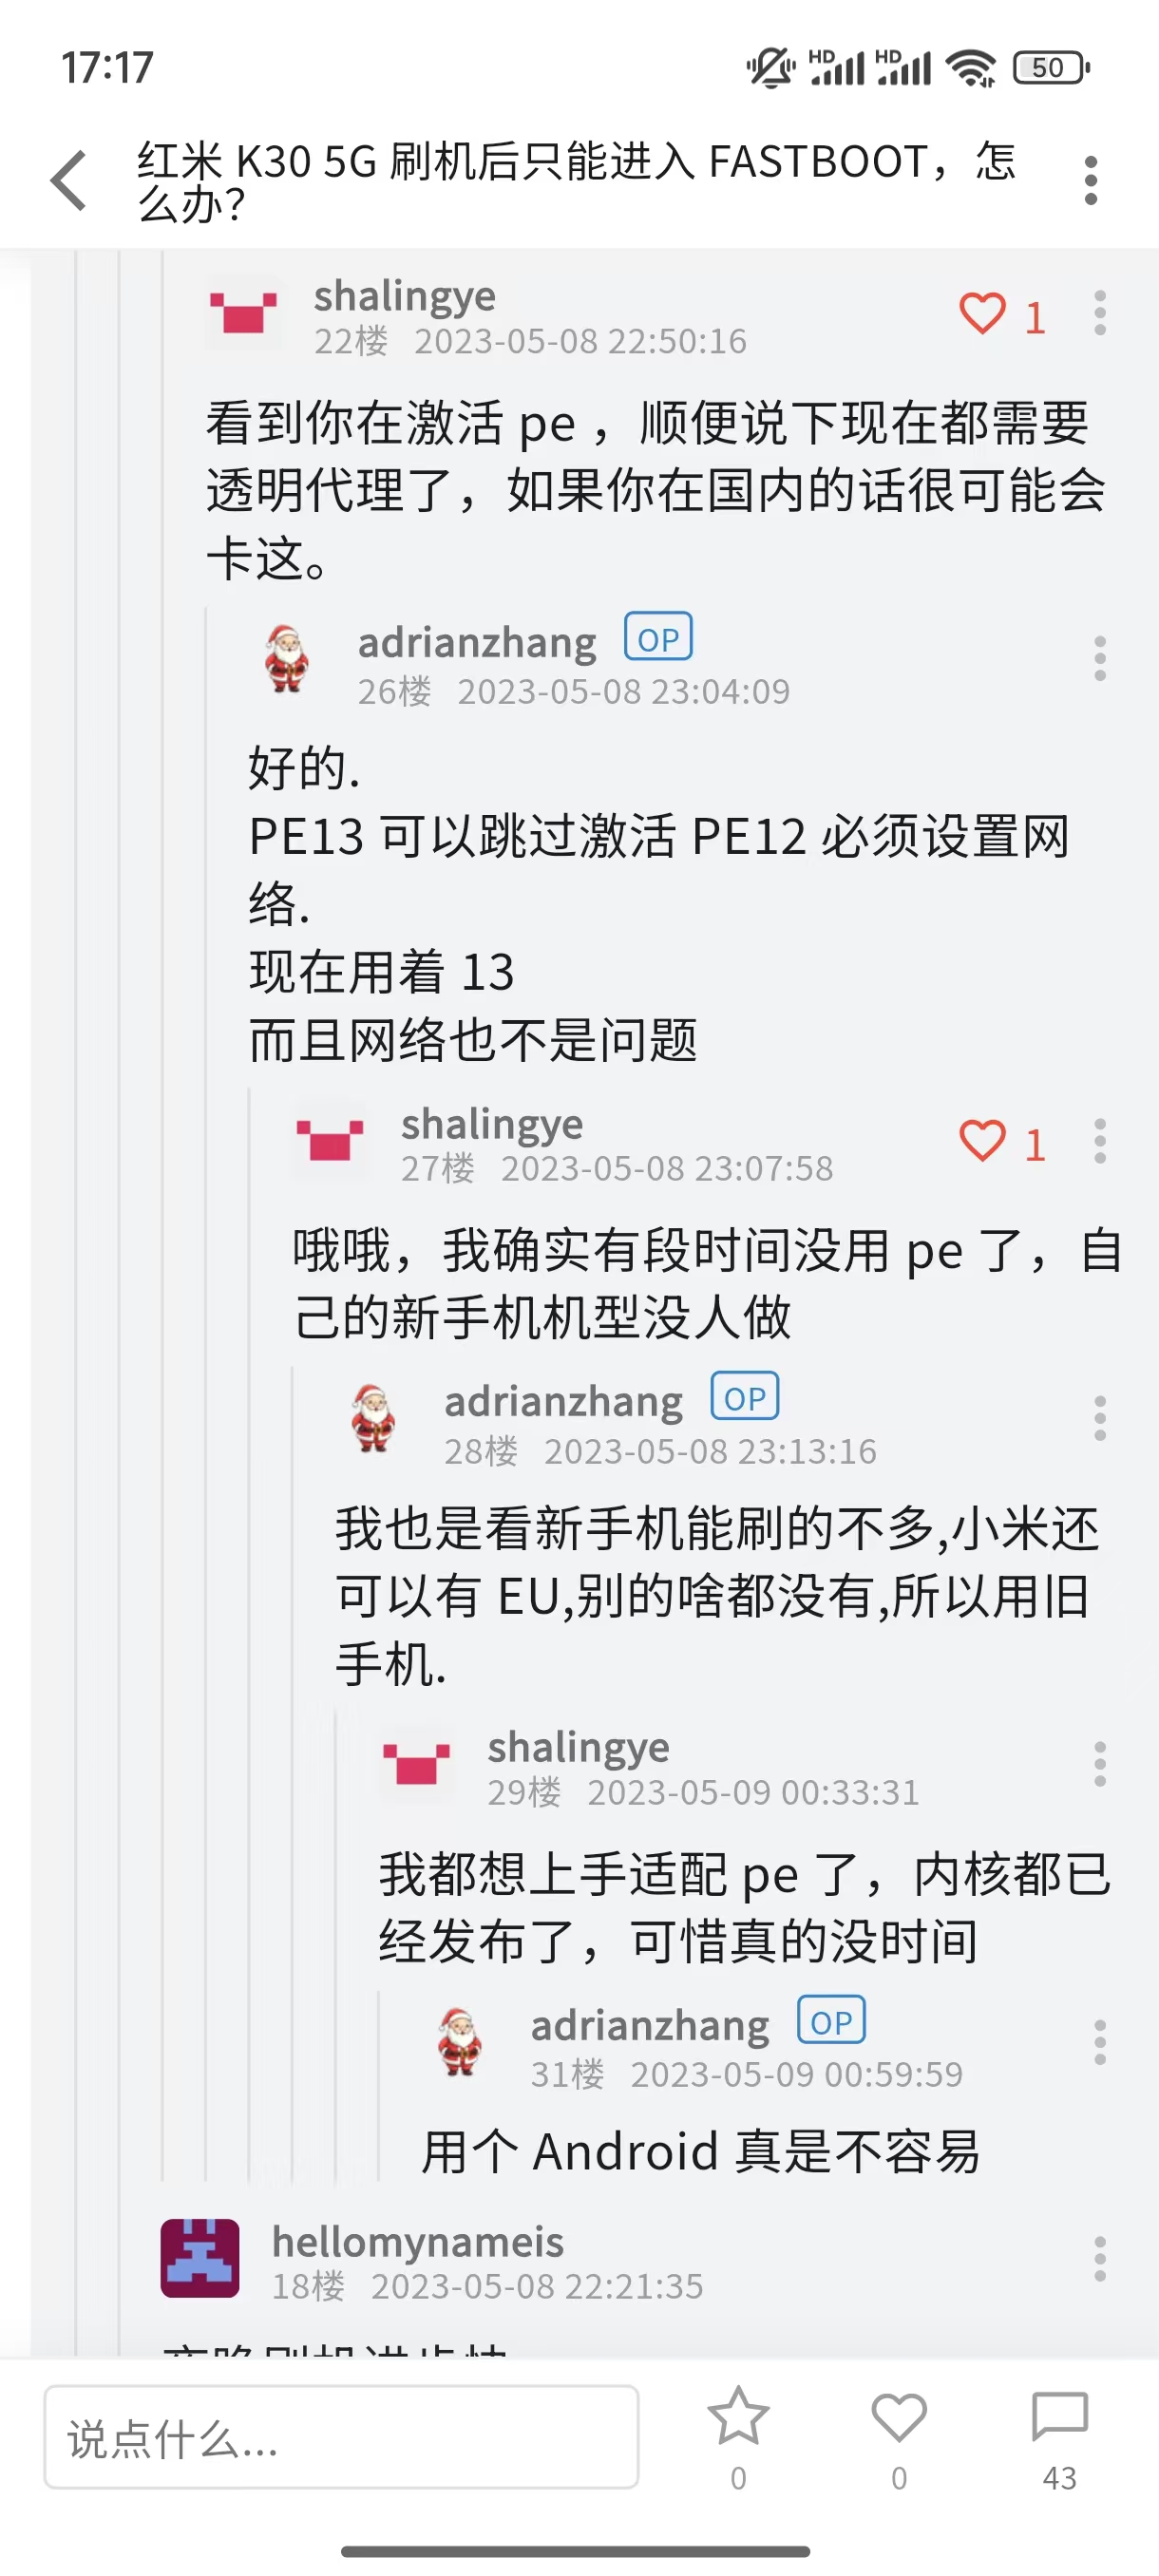 17:17
HD HD 50
红米 K30 5G 刷机后只能进入 FASTBOOT，怎
么办?
shalingye
22楼 2023-05-08 22:50:16
1
看到你在激活 pe ，顺便说下现在都需要
透明代理了，如果你在国内的话很可能会
卡这。
adrianzhang OP
26楼 2023-05-08 23:04:09
好的.
PE13 可以跳过激活 PE12 必须设置网
络.
现在用着 13
而且网络也不是问题
shalingye
27楼 2023-05-08 23:07:58
1
哦哦，我确实有段时间没用 pe 了，自
己的新手机机型没人做
adrianzhang OP
28楼 2023-05-08 23:13:16
我也是看新手机能刷的不多,小米还
可以有 EU,别的啥都没有,所以用旧
手机.
shalingye
29楼 2023-05-09 00:33:31
我都想上手适配 pe 了，内核都已
经发布了，可惜真的没时间
adrianzhang OP
31楼 2023-05-09 00:59:59
用个 Android 真是不容易
hellomynameis
18楼 2023-05-08 22:21:35
说点什么...
0
0
43